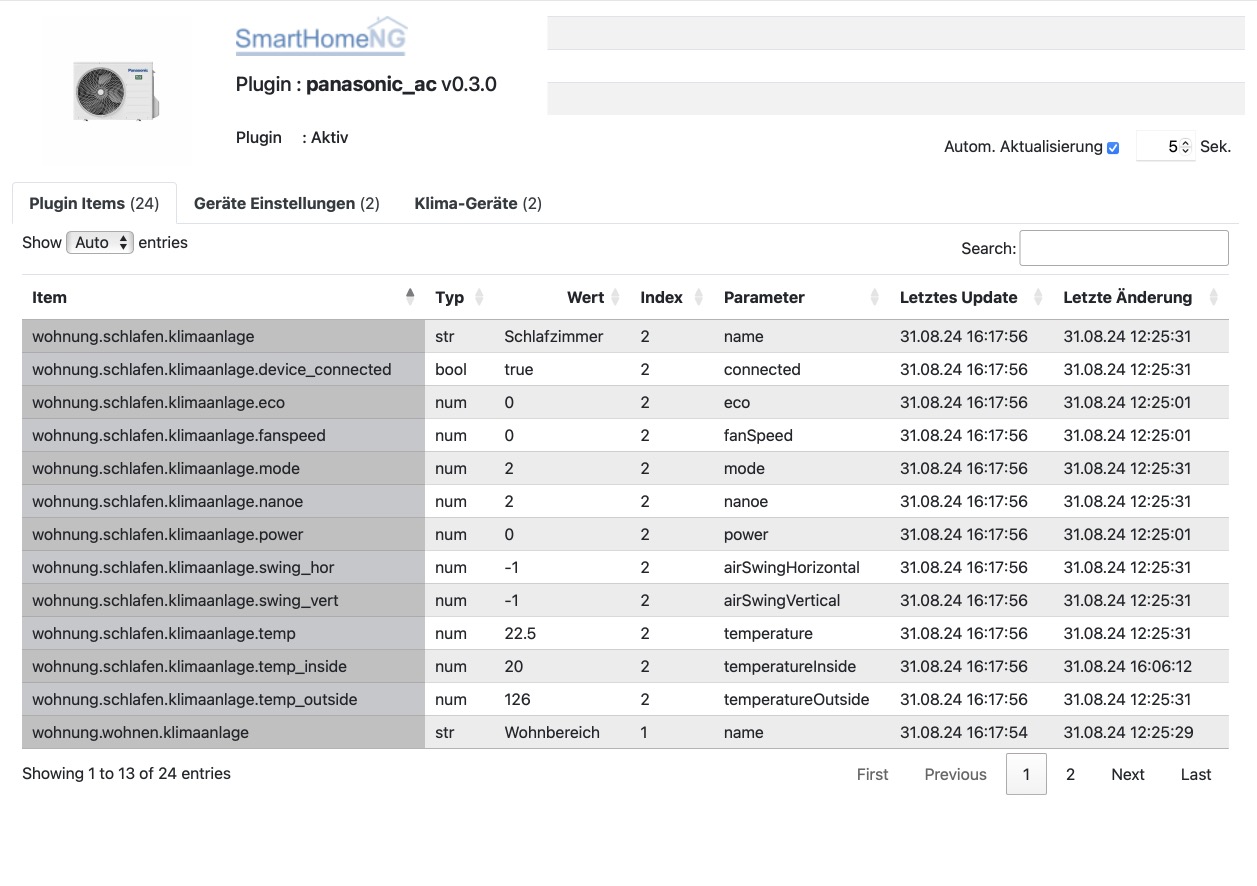 SmartHomeNG
Panasonic
Plugin : panasonic_ac v0.3.0
Plugin : Aktiv
Autom. Aktualisierung 5 Sek.
Plugin Items (24) Geräte Einstellungen (2) Klima-Geräte (2)
Show Auto entries Search:
Item Typ Wert Index Parameter Letztes Update Letzte Änderung
wohnung.schlafen.klimaanlage str Schlafzimmer 2 name 31.08.24 16:17:56 31.08.24 12:25:31
wohnung.schlafen.klimaanlage.device_connected bool true 2 connected 31.08.24 16:17:56 31.08.24 12:25:31
wohnung.schlafen.klimaanlage.eco num 0 2 eco 31.08.24 16:17:56 31.08.24 12:25:01
wohnung.schlafen.klimaanlage.fanspeed num 0 2 fanSpeed 31.08.24 16:17:56 31.08.24 12:25:01
wohnung.schlafen.klimaanlage.mode num 2 2 mode 31.08.24 16:17:56 31.08.24 12:25:31
wohnung.schlafen.klimaanlage.nanoe num 2 2 nanoe 31.08.24 16:17:56 31.08.24 12:25:31
wohnung.schlafen.klimaanlage.power num 0 2 power 31.08.24 16:17:56 31.08.24 12:25:01
wohnung.schlafen.klimaanlage.swing_hor num -1 2 airSwingHorizontal 31.08.24 16:17:56 31.08.24 12:25:31
wohnung.schlafen.klimaanlage.swing_vert num -1 2 airSwingVertical 31.08.24 16:17:56 31.08.24 12:25:31
wohnung.schlafen.klimaanlage.temp num 22.5 2 temperature 31.08.24 16:17:56 31.08.24 12:25:31
wohnung.schlafen.klimaanlage.temp_inside num 20 2 temperatureInside 31.08.24 16:17:56 31.08.24 16:06:12
wohnung.schlafen.klimaanlage.temp_outside num 126 2 temperatureOutside 31.08.24 16:17:56 31.08.24 12:25:31
wohnung.wohnen.klimaanlage str Wohnbereich 1 name 31.08.24 16:17:54 31.08.24 12:25:29
Showing 1 to 13 of 24 entries First Previous 1 2 Next Last